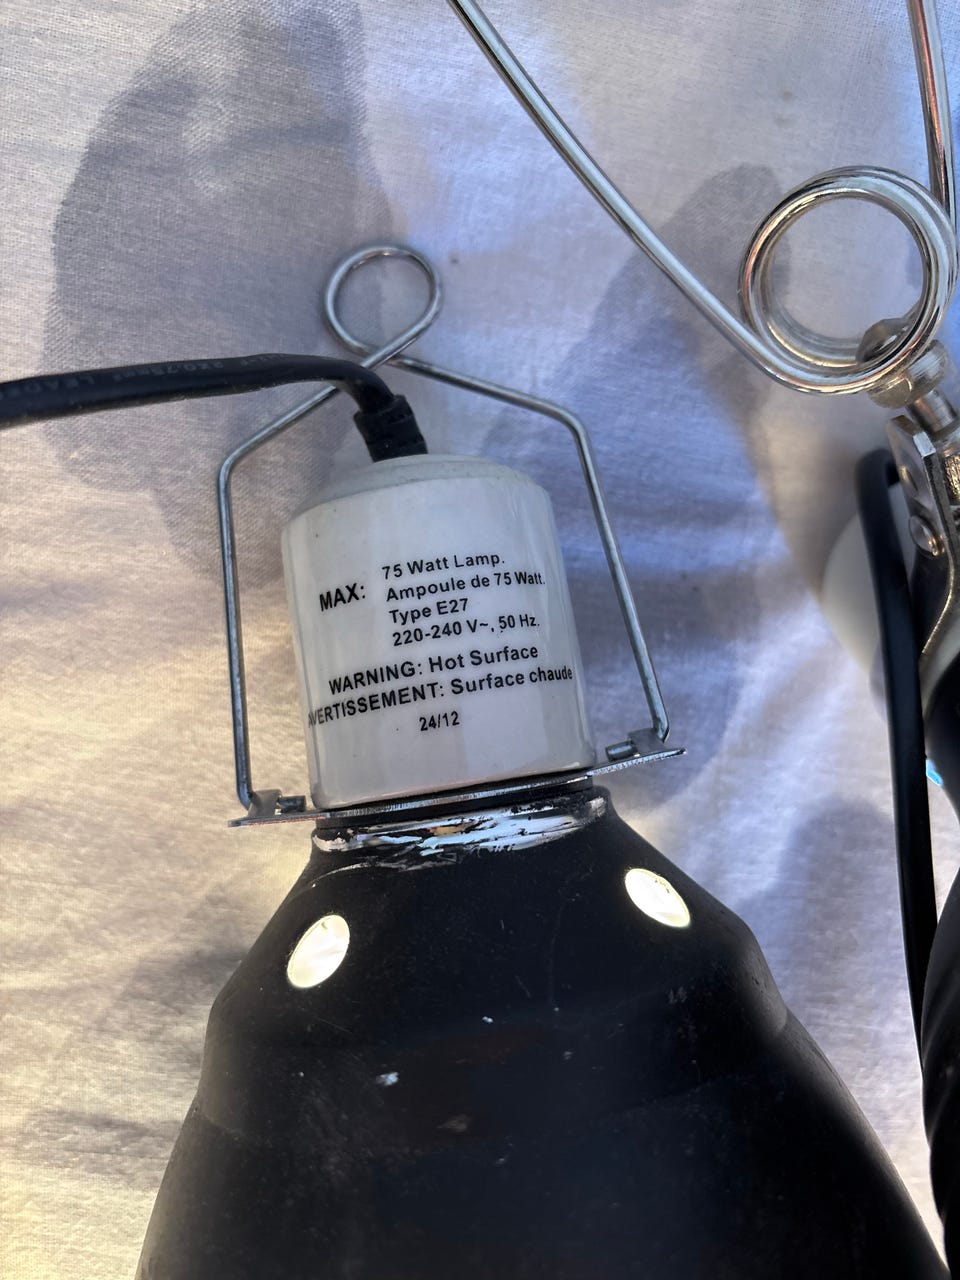 MAX: 75 Watt Lamp.
Ampoule de 75 Watt.
Type E27
220-240 V~, 50 Hz.
WARNING: Hot Surface
AVERTISSEMENT: Surface chaude
24/12